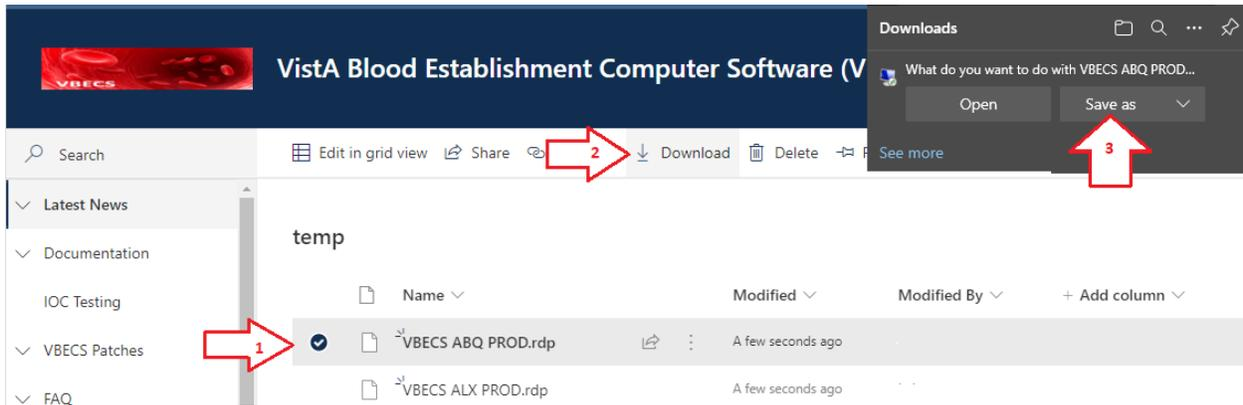 VBECS
VistA Blood Establishment Computer Software (V
Downloads
What do you want to do with VBECS ABQ PROD...
Open
Save as
See more
3
Search
Edit in grid view
Share
2
Download
Delete
Latest News
Documentation
IOC Testing
VBECS Patches
FAQ
temp
Name
Modified
Modified By
+ Add column
1
VBECS ABQ PROD.rdp
A few seconds ago
VBECS ALX PROD.rdp
A few seconds ago